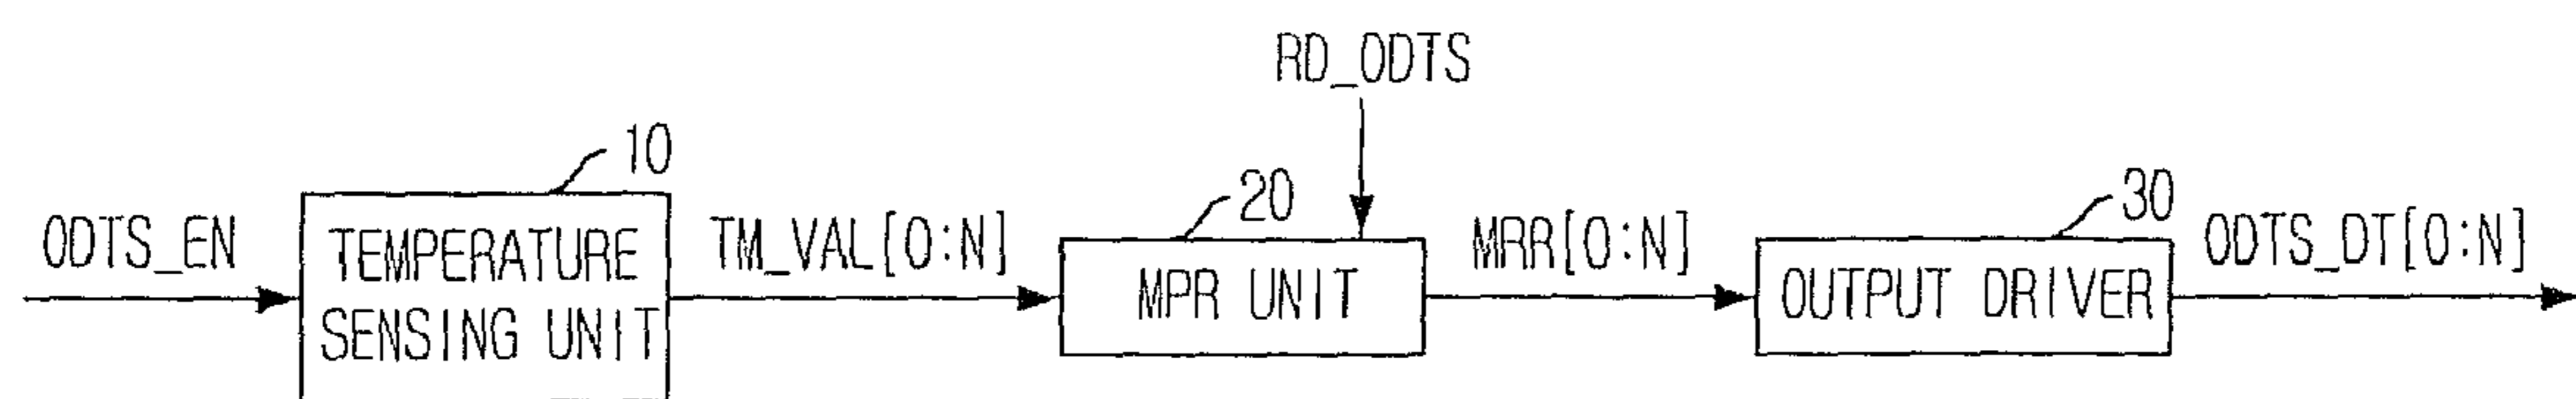 RD_ODTS
10
20
30
ODTS_EN
TEMPERATURE
SENSING UNIT
TM_VAL[0:N]
MPR UNIT
MRR[0:N]
OUTPUT DRIVER
ODTS_DT[0:N]